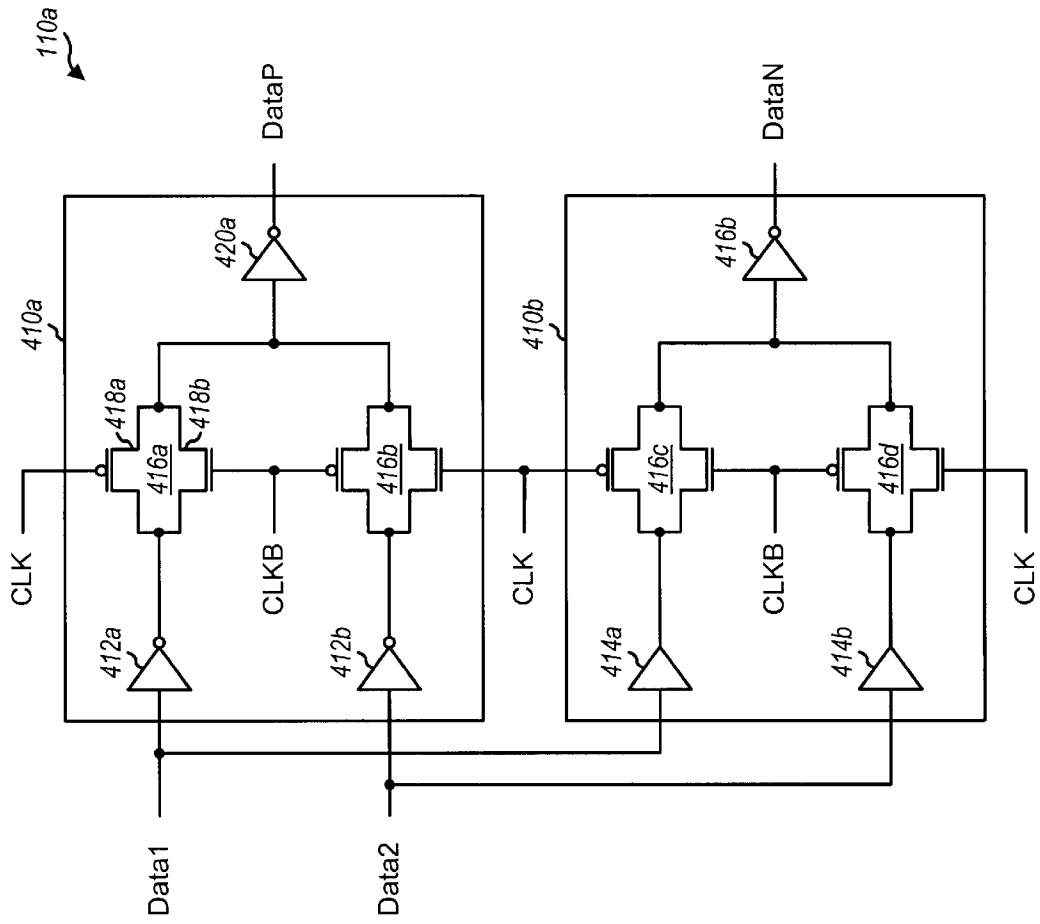 110a
410a
CLK
418a
412a
416a
418b
420a
DataP
Data1
CLKB
412b
416b
Data2
CLK
410b
414a
416c
416b
DataN
CLKB
414b
416d
CLK